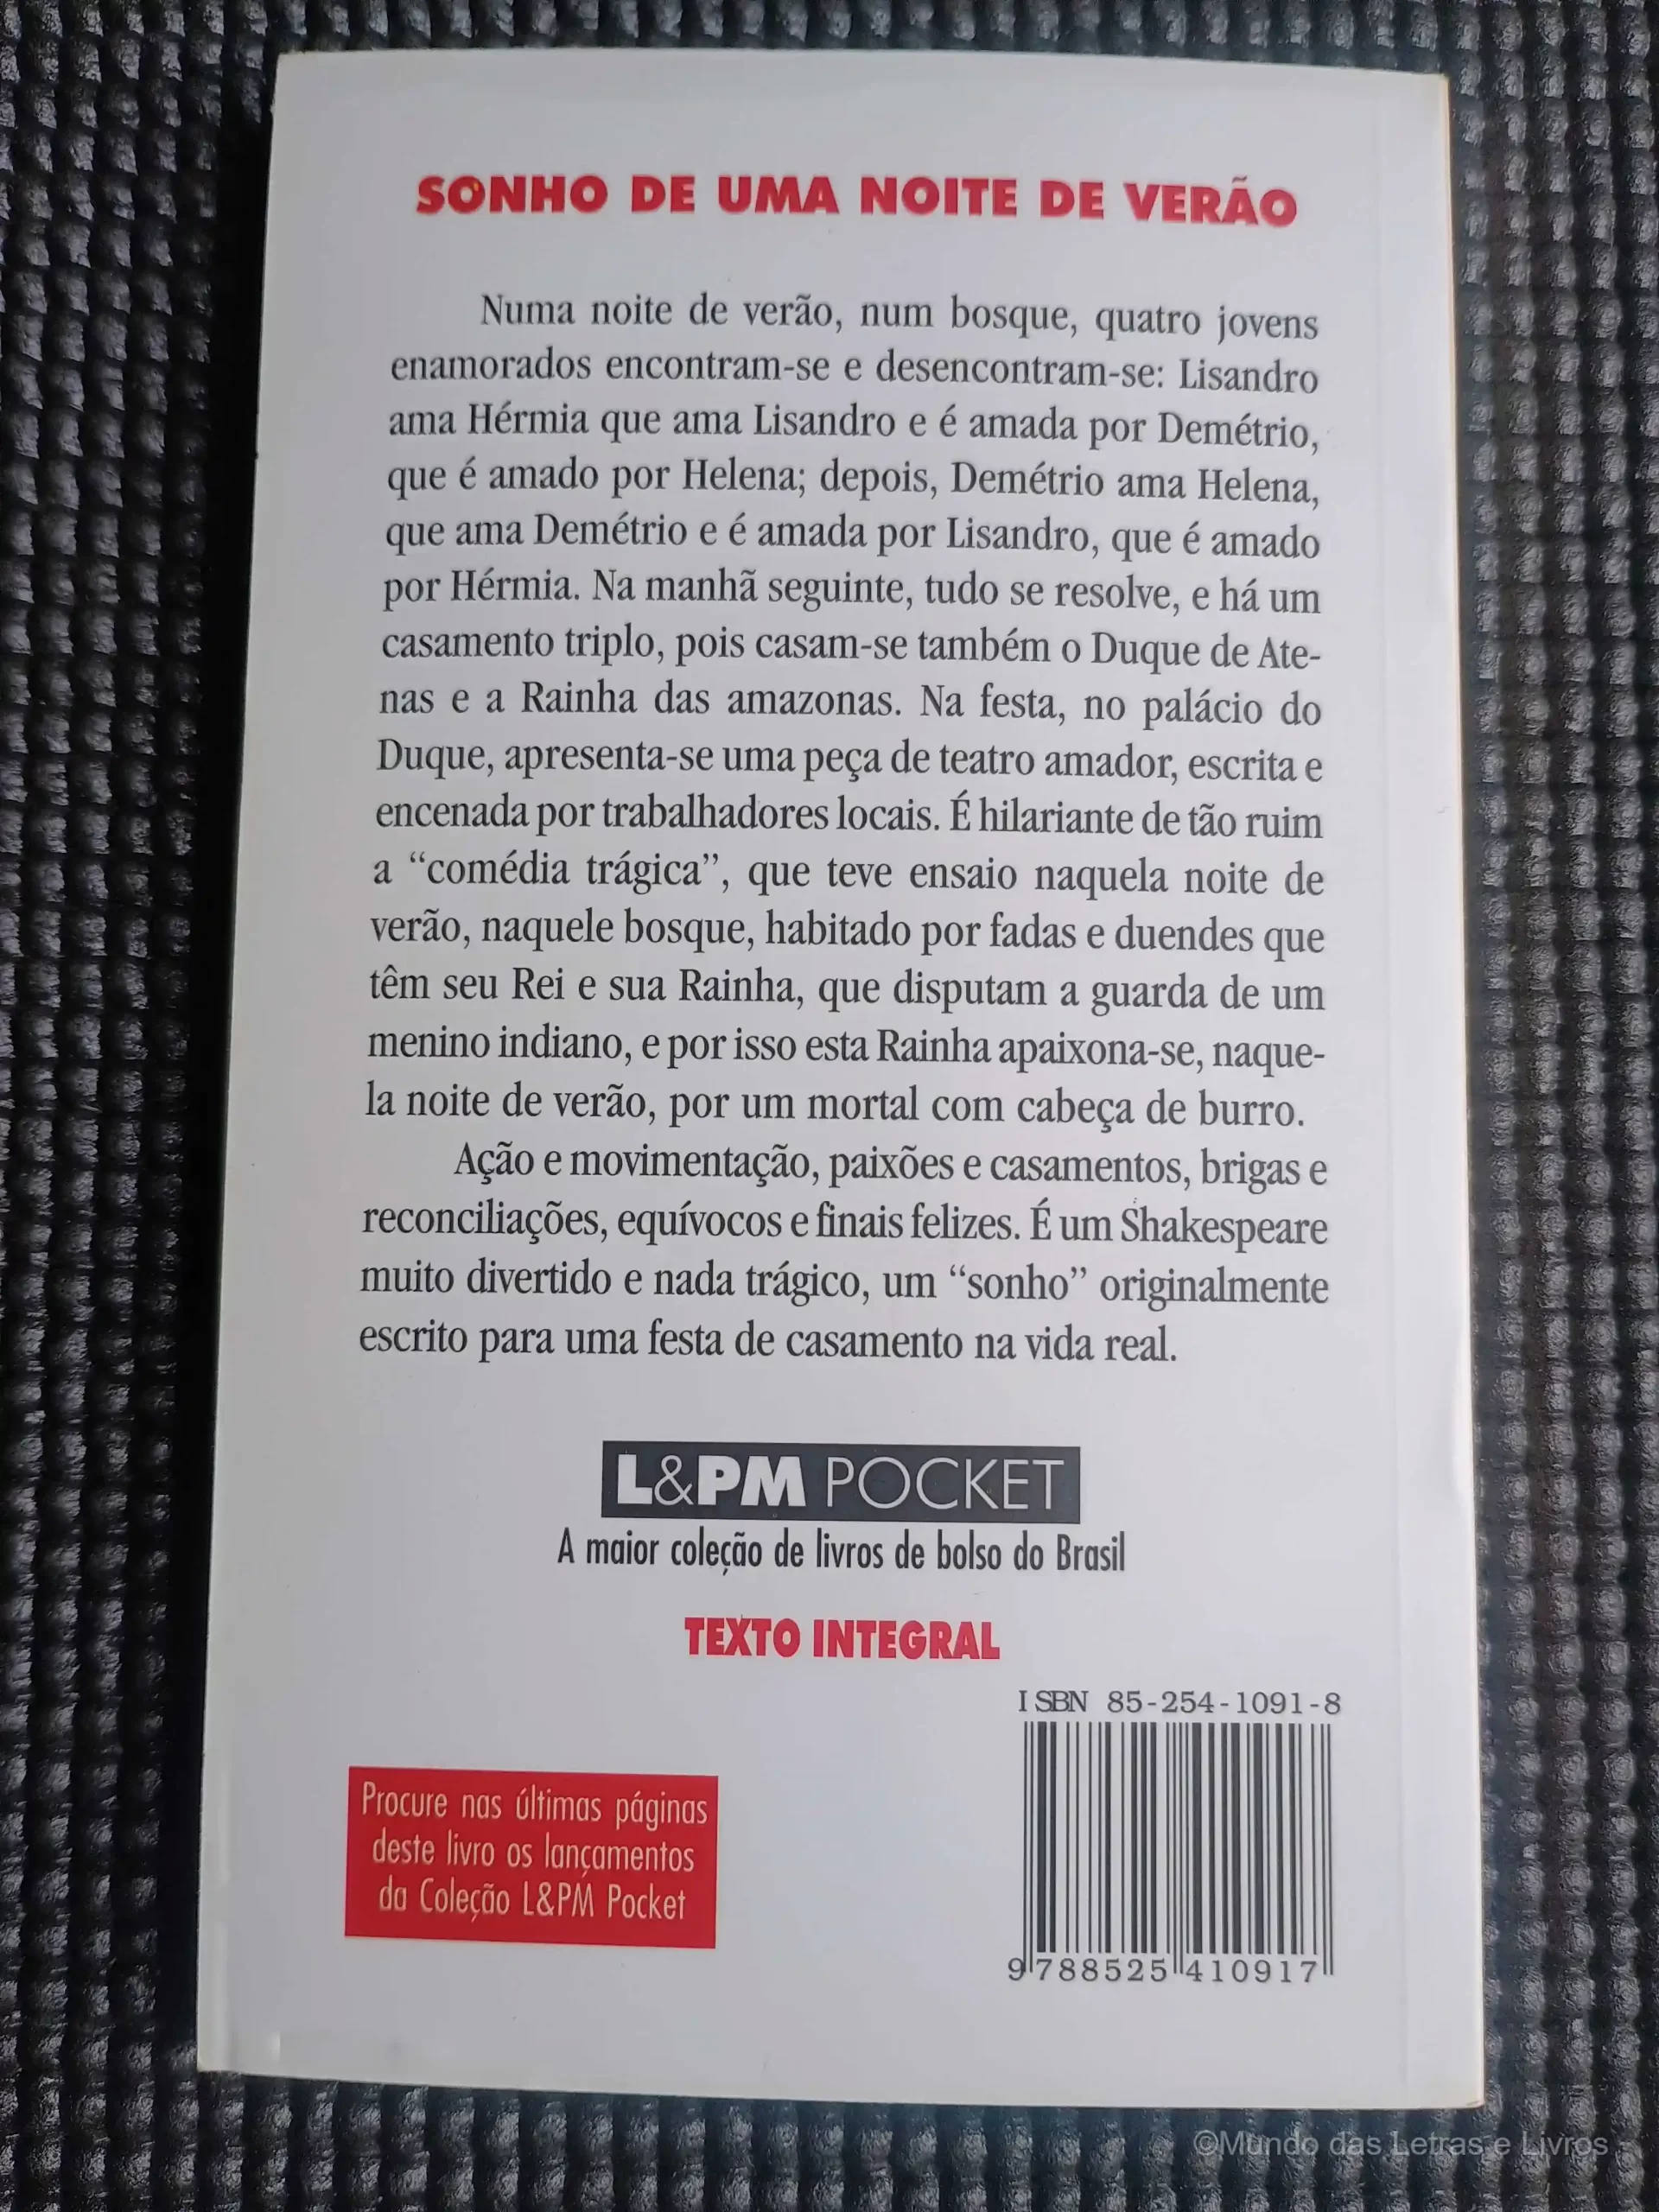 SONHO DE UMA NOITE DE VERÃO
Numa noite de verão, num bosque, quatro jovens
enamorados encontram-se e desencontram-se: Lisandro
ama Hérmia que ama Lisandro e é amada por Demétrio,
que é amado por Helena; depois, Demétrio ama Helena,
que ama Demétrio e é amada por Lisandro, que é amado
por Hérmia. Na manhã seguinte, tudo se resolve, e há um
casamento triplo, pois casam-se também o Duque de Ate-
nas e a Rainha das amazonas. Na festa, no palácio do
Duque, apresenta-se uma peça de teatro amador, escrita e
encenada por trabalhadores locais. É hilariante de tão ruim
a “comédia trágica”, que teve ensaio naquela noite de
verão, naquele bosque, habitado por fadas e duendes que
têm seu Rei e sua Rainha, que disputam a guarda de um
menino indiano, e por isso esta Rainha apaixona-se, naque-
la noite de verão, por um mortal com cabeça de burro.
Ação e movimentação, paixões e casamentos, brigas e
reconciliações, equívocos e finais felizes. É um Shakespeare
muito divertido e nada trágico, um “sonho” originalmente
escrito para uma festa de casamento na vida real.
L&PM POCKET
A maior coleção de livros de bolso do Brasil
TEXTO INTEGRAL
ISBN 85-254-1091-8
Procure nas últimas páginas
deste livro os lançamentos
da Coleção L&PM Pocket
9 788525 410917
©Mundo das Letras e Livros